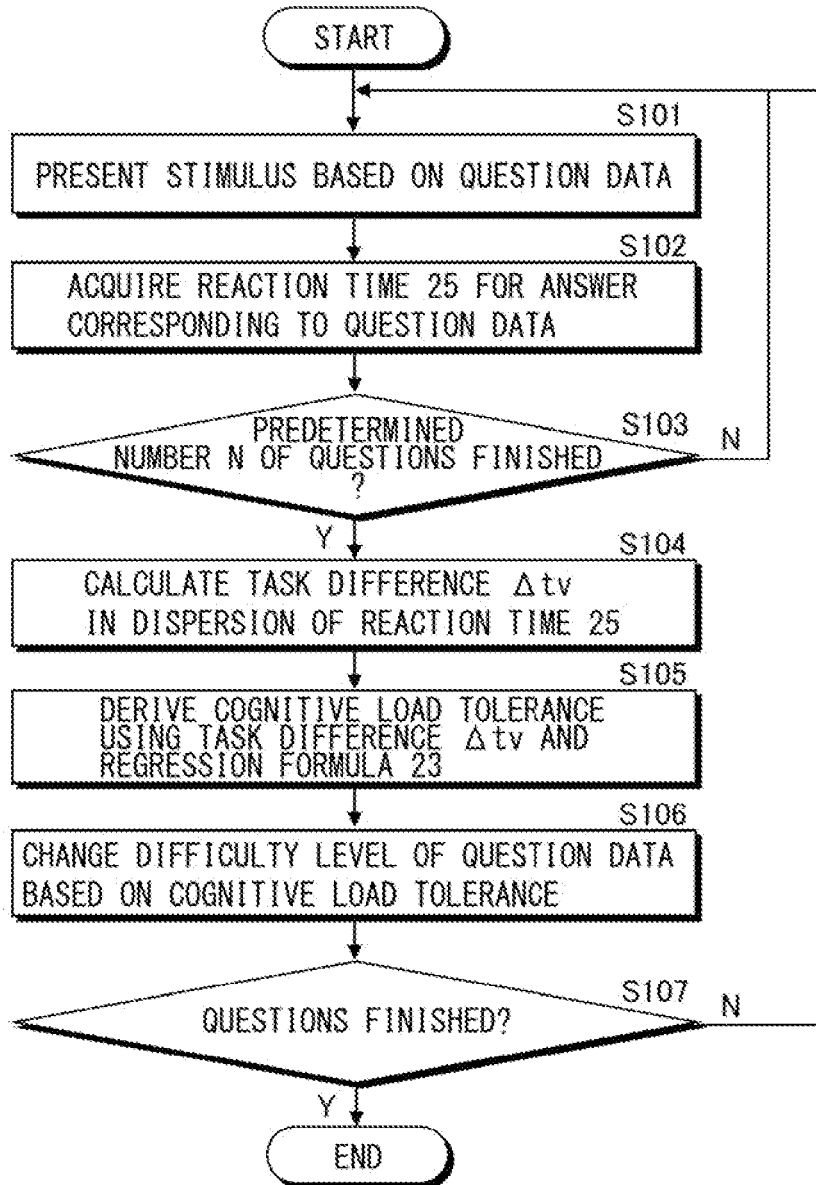 START
S101
PRESENT STIMULUS BASED ON QUESTION DATA
S102
ACQUIRE REACTION TIME 25 FOR ANSWER
CORRESPONDING TO QUESTION DATA
S103
PREDETERMINED
NUMBER N OF QUESTIONS FINISHED
?
N
Y
S104
CALCULATE TASK DIFFERENCE Δtv
IN DISPERSION OF REACTION TIME 25
S105
DERIVE COGNITIVE LOAD TOLERANCE
USING TASK DIFFERENCE Δtv AND
REGRESSION FORMULA 23
S106
CHANGE DIFFICULTY LEVEL OF QUESTION DATA
BASED ON COGNITIVE LOAD TOLERANCE
S107
QUESTIONS FINISHED?
N
Y
END